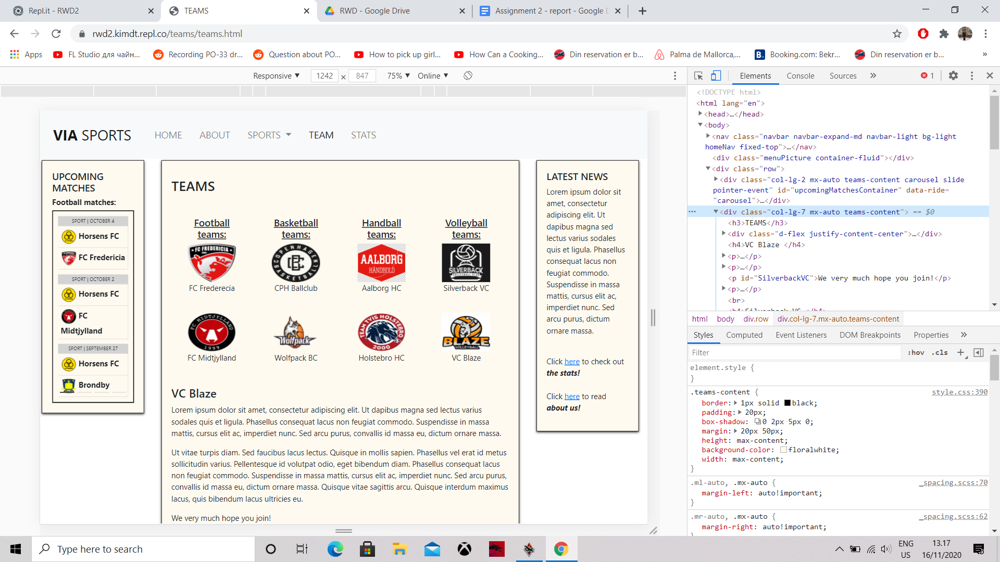 Repl.it - RWD2
TEAMS
RWD - Google Drive
Assignment 2 - report - Google D
rwd2.kimdt.repl.co/teams/teams.html
Apps
FL Studio для чайн...
Recording PO-33 dr...
Question about PO...
How to pick up girl...
How Can a Cooking...
Din reservation er b...
Palma de Mallorca,...
B.
Booking.com: Bekr...
Din reservation er b...
»
Responsive ▼ 1242 × 847 75% ▼ Online ▼
Elements Console Sources » 1
VIA SPORTS
HOME ABOUT SPORTS TEAM STATS
UPCOMING
MATCHES
Football matches:
SPORT | OCTOBER 4
Horsens FC
FC Fredericia
SPORT | OCTOBER 2
Horsens FC
FC
Midtjylland
SPORT | SEPTEMBER 27
Horsens FC
Brondby
TEAMS
Football
teams:
FC FREDERICIA
FC Frederecia
FC MIDTJYLLAND
1999
FC Midtjylland
Basketball
teams:
COPENHAGEN
BASKETBALL
CPH Ballclub
Wolfpack
Wolfpack BC
Handball
teams:
AALBORG
HÅNDBOLD
Aalborg HC
TEAM TVIS HOLSTEBRO
2000
Holstebro HC
Volleyball
teams:
SILVERBACK
VOLLEYBALL CLUB
Silverback VC
BLAZE
VOLLEYBALL
VC Blaze
VC Blaze
Lorem ipsum dolor sit amet, consectetur adipiscing elit. Ut dapibus magna sed lectus varius
sodales quis et ligula. Phasellus consequat lacus non feugiat commodo. Suspendisse in massa
mattis, cursus elit ac, imperdiet nunc. Sed arcu purus, convallis id massa eu, dictum ornare massa.
Ut vitae turpis diam. Sed faucibus lacus lectus. Quisque in mollis sapien. Phasellus vel erat id metus
sollicitudin varius. Pellentesque id volutpat odio, eget bibendum diam. Phasellus consequat lacus
non feugiat commodo. Suspendisse in massa mattis, cursus elit ac, imperdiet nunc. Sed arcu purus,
convallis id massa eu, dictum ornare massa. Quisque vitae sagittis arcu. Quisque interdum maximus
lacus, quis bibendum lacus ultricies eu.
We very much hope you join!
LATEST NEWS
Lorem ipsum dolor sit
amet, consectetur
adipiscing elit. Ut
dapibus magna sed
lectus varius sodales
quis et ligula. Phasellus
consequat lacus non
feugiat commodo.
Suspendisse in massa
mattis, cursus elit ac,
imperdiet nunc. Sed
arcu purus, dictum
ornare massa.
Click here to check out
the stats!
Click here to read
about us!
<!DOCTYPE html>
<html lang="en">
<head>…</head>
<body>
<nav class="navbar navbar-expand-md navbar-light bg-light
homeNav fixed-top">…</nav>
<div class="menuPicture container-fluid"></div>
<div class="row">
<div class="col-lg-2 mx-auto teams-content carousel slide
pointer-event" id="upcomingMatchesContainer" data-ride=
"carousel">…</div>
<div class="col-lg-7 mx-auto teams-content"> == $0
<h3>TEAMS</h3>
<div class="d-flex justify-content-center">…</div>
<h4>VC Blaze </h4>
<p>…</p>
<p>…</p>
<p id="SilverbackVC">We very much hope you join!</p>
<p>…</p>
<br>
<h4>Silverback VC </h4>
html body div.row div.col-lg-7.mx-auto.teams-content
Styles Computed Event Listeners DOM Breakpoints Properties »
Filter :hov .cls +
element.style {
}
.teams-content { style.css:390
border: 1px solid black;
padding: 20px;
box-shadow: 0 2px 5px 0;
margin: 20px 50px;
height: max-content;
background-color: floralwhite;
width: max-content;
}
.ml-auto, .mx-auto { _spacing.scss:70
margin-left: auto!important;
}
.mr-auto, .mx-auto { _spacing.scss:62
margin-right: auto!important;
}
Type here to search
ENG
US
13.17
16/11/2020